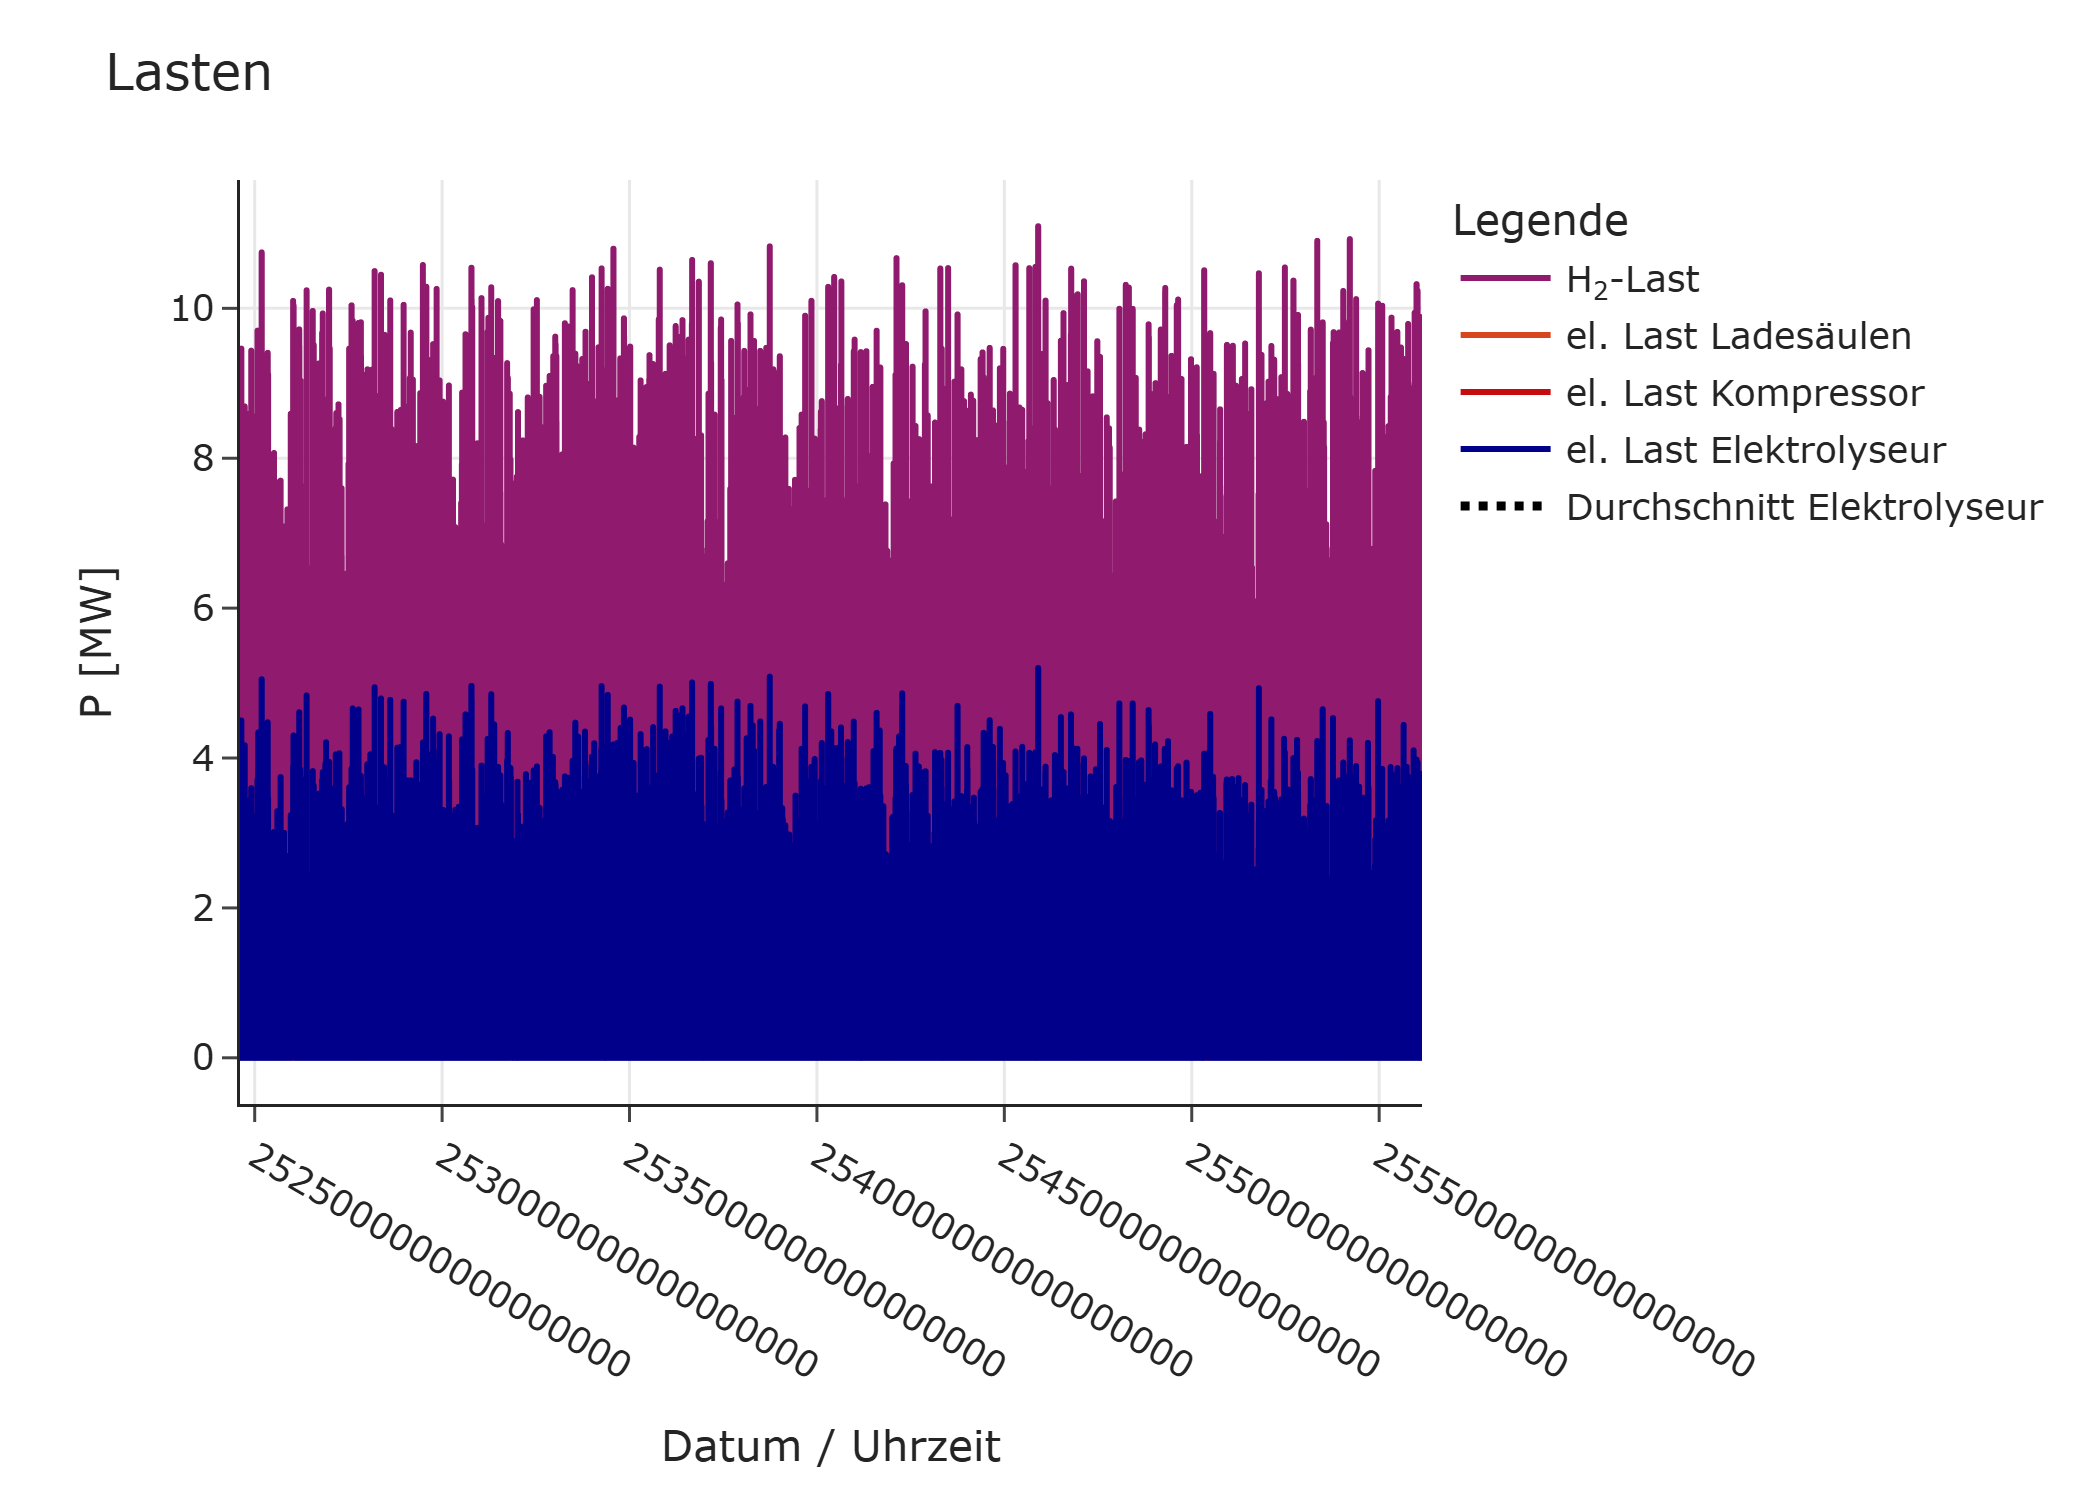 Lasten
Legende
H₂-Last
el. Last Ladesäulen
el. Last Kompressor
el. Last Elektrolyseur
Durchschnitt Elektrolyseur
P [MW]
10
8
6
4
2
0
2525000000000000000
2530000000000000000
2535000000000000000
2540000000000000000
2545000000000000000
2550000000000000000
2555000000000000000
Datum / Uhrzeit